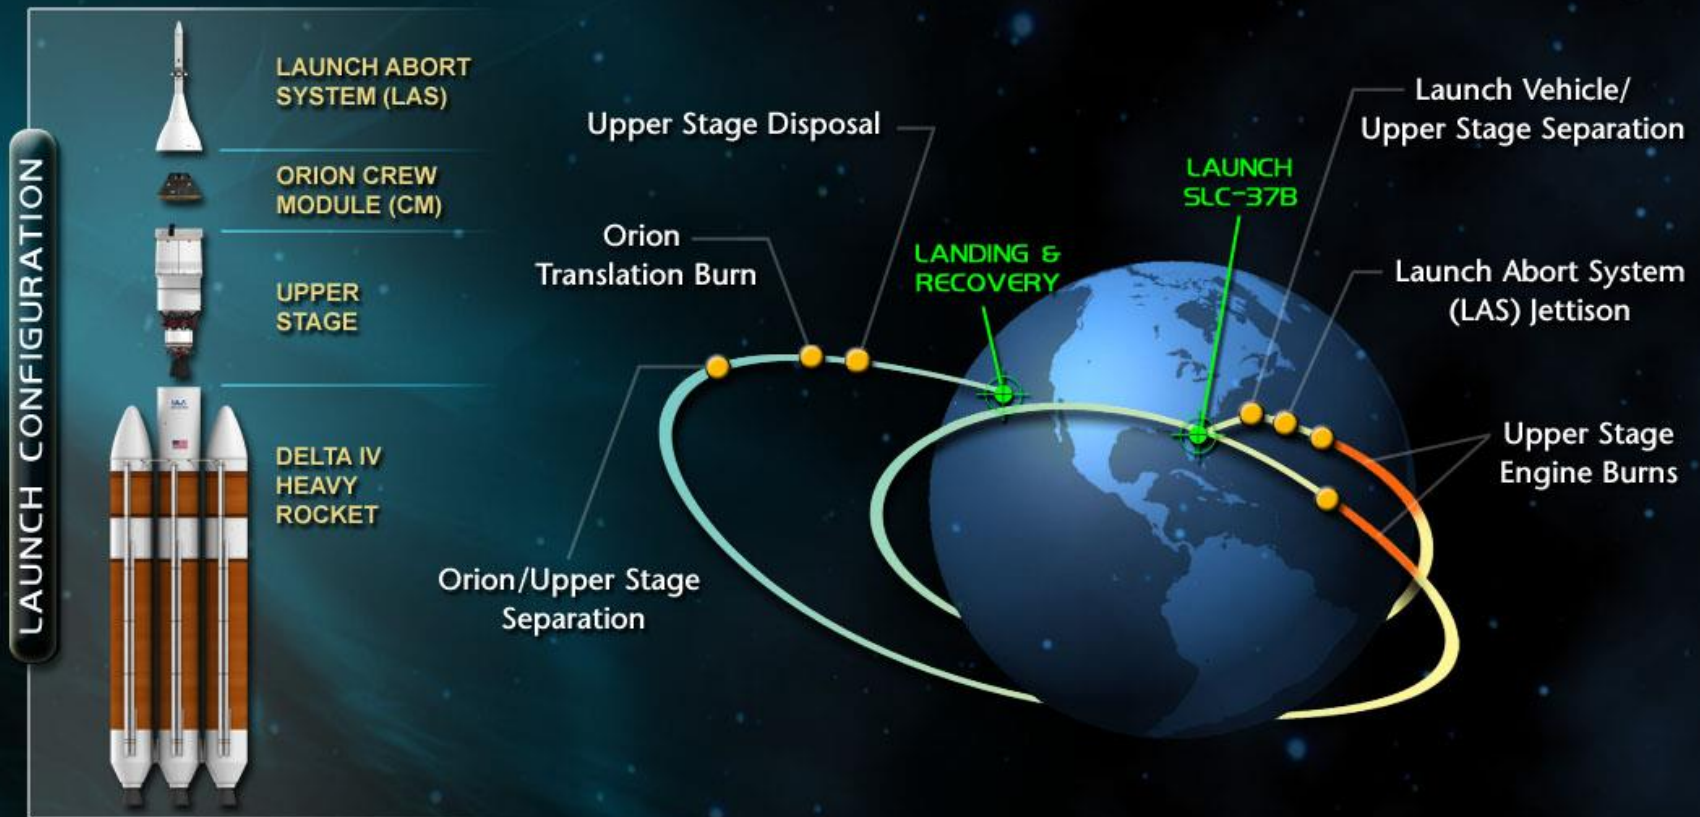 LAUNCH CONFIGURATION
LAUNCH ABORT
SYSTEM (LAS)
ORION CREW
MODULE (CM)
UPPER
STAGE
DELTA IV
HEAVY
ROCKET
Upper Stage Disposal
Orion
Translation Burn
Orion/Upper Stage
Separation
LANDING &
RECOVERY
LAUNCH
SLC-37B
Launch Vehicle/
Upper Stage Separation
Launch Abort System
(LAS) Jettison
Upper Stage
Engine Burns